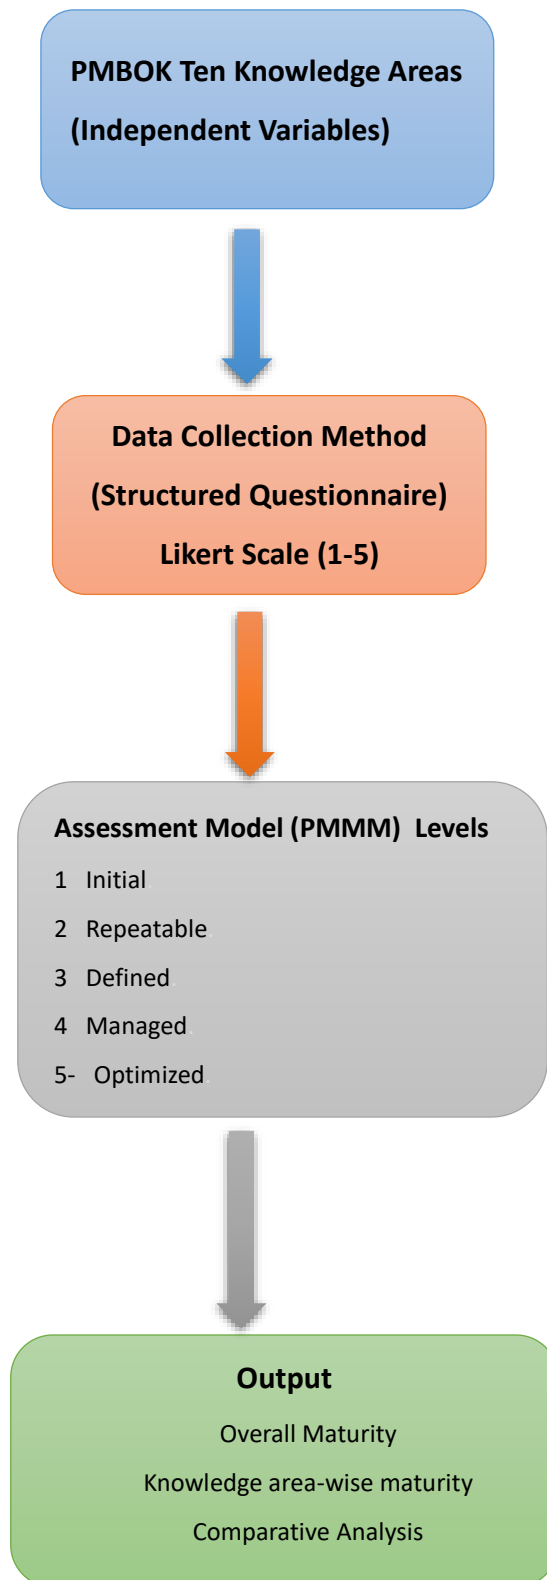 PMBOK Ten Knowledge Areas
(Independent Variables)
Data Collection Method
(Structured Questionnaire)
Likert Scale (1-5)
Assessment Model (PMMM) Levels
1 Initial.
2 Repeatable.
3 Defined.
4 Managed.
5- Optimized.
Output
Overall Maturity
Knowledge area-wise maturity
Comparative Analysis